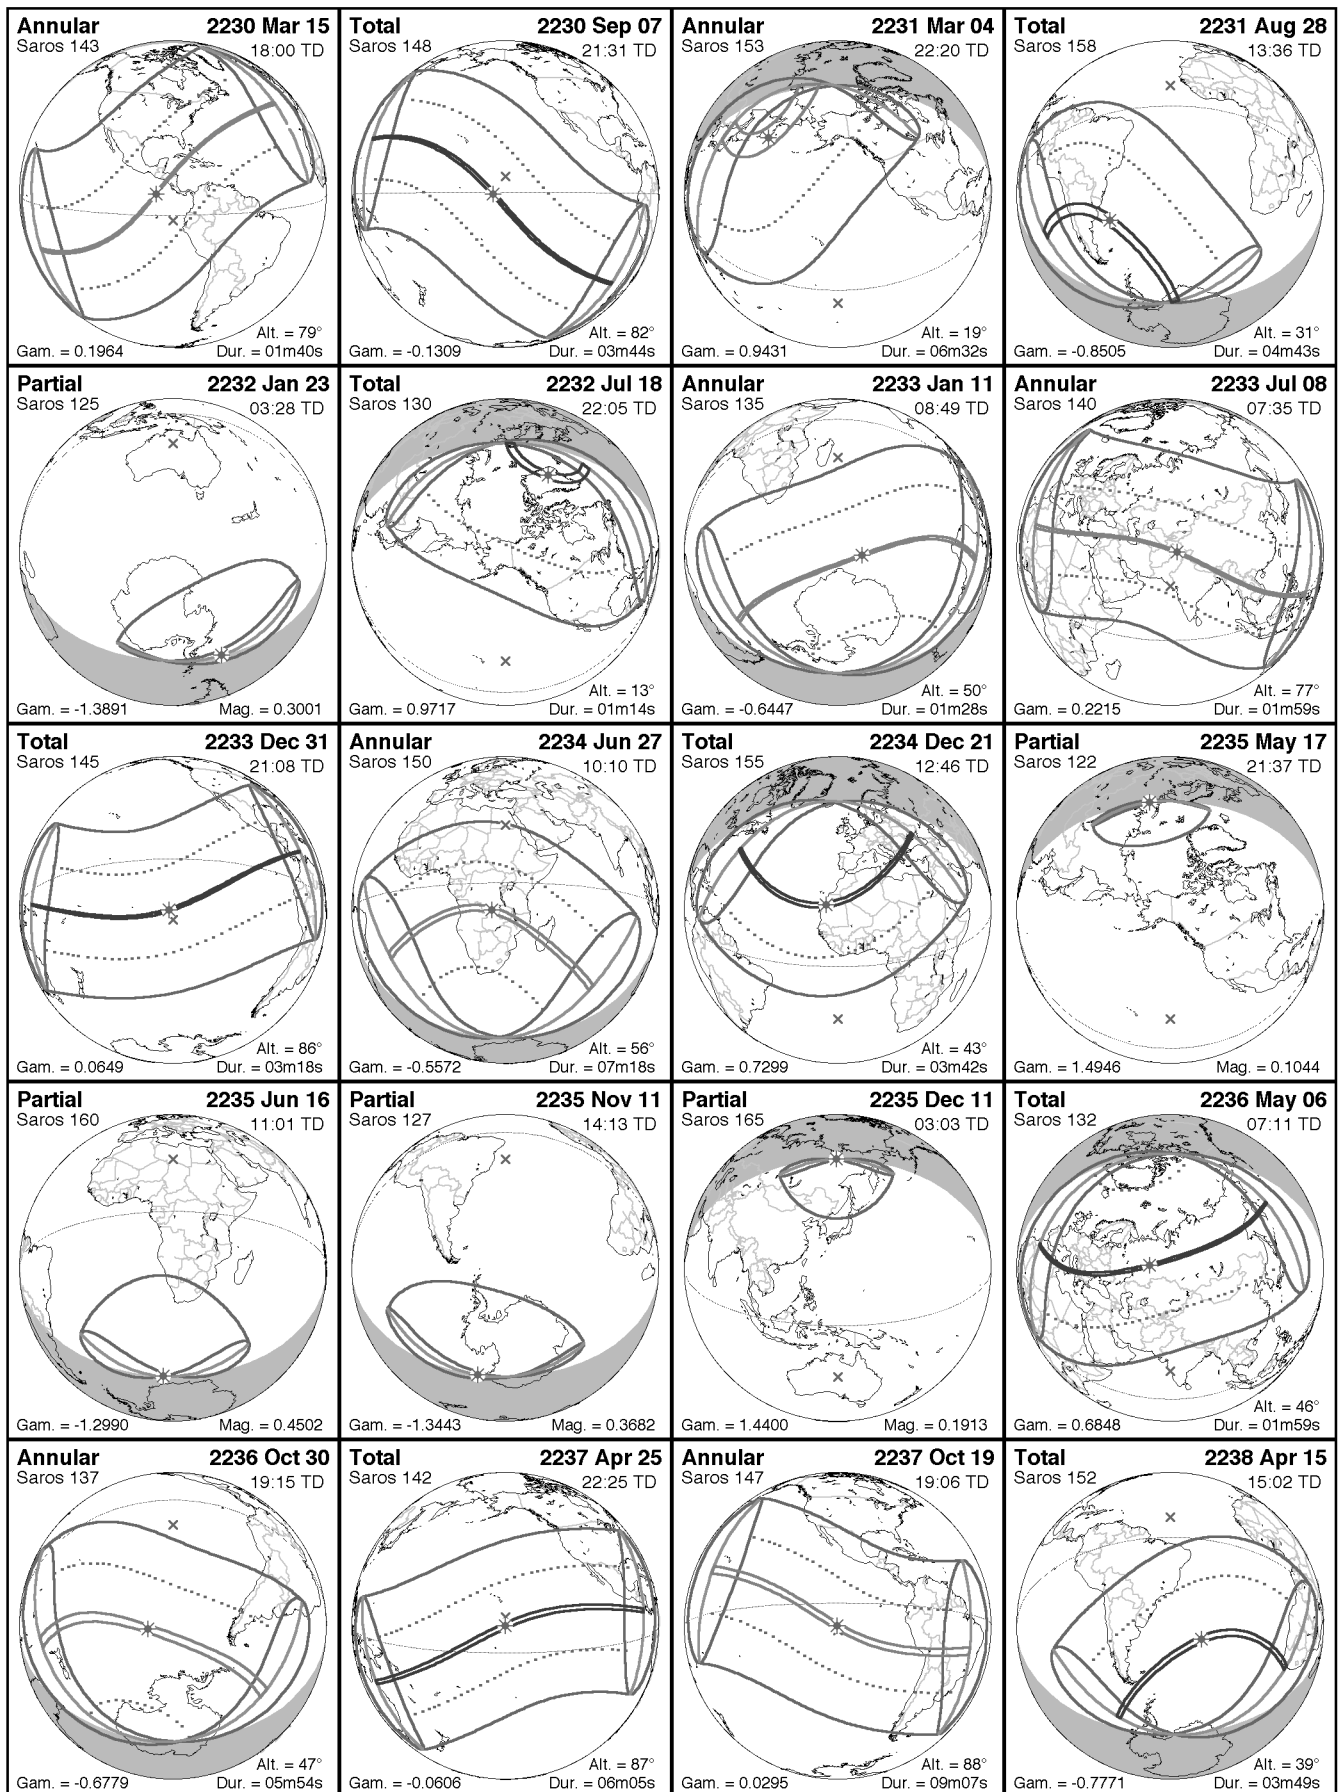 Annular 2230 Mar 15
Saros 143 18:00 TD
Alt. = 79°
Gam. = 0.1964 Dur. = 01m40s
Total 2230 Sep 07
Saros 148 21:31 TD
Alt. = 82°
Gam. = -0.1309 Dur. = 03m44s
Annular 2231 Mar 04
Saros 153 22:20 TD
Alt. = 19°
Gam. = 0.9431 Dur. = 06m32s
Total 2231 Aug 28
Saros 158 13:36 TD
Alt. = 31°
Gam. = -0.8505 Dur. = 04m43s
Partial 2232 Jan 23
Saros 125 03:28 TD
Gam. = -1.3891 Mag. = 0.3001
Total 2232 Jul 18
Saros 130 22:05 TD
Alt. = 13°
Gam. = 0.9717 Dur. = 01m14s
Annular 2233 Jan 11
Saros 135 08:49 TD
Alt. = 50°
Gam. = -0.6447 Dur. = 01m28s
Annular 2233 Jul 08
Saros 140 07:35 TD
Alt. = 77°
Gam. = 0.2215 Dur. = 01m59s
Total 2233 Dec 31
Saros 145 21:08 TD
Alt. = 86°
Gam. = 0.0649 Dur. = 03m18s
Annular 2234 Jun 27
Saros 150 10:10 TD
Alt. = 56°
Gam. = -0.5572 Dur. = 07m18s
Total 2234 Dec 21
Saros 155 12:46 TD
Alt. = 43°
Gam. = 0.7299 Dur. = 03m42s
Partial 2235 May 17
Saros 122 21:37 TD
Gam. = 1.4946 Mag. = 0.1044
Partial 2235 Jun 16
Saros 160 11:01 TD
Gam. = -1.2990 Mag. = 0.4502
Partial 2235 Nov 11
Saros 127 14:13 TD
Gam. = -1.3443 Mag. = 0.3682
Partial 2235 Dec 11
Saros 165 03:03 TD
Gam. = 1.4400 Mag. = 0.1913
Total 2236 May 06
Saros 132 07:11 TD
Alt. = 46°
Gam. = 0.6848 Dur. = 01m59s
Annular 2236 Oct 30
Saros 137 19:15 TD
Alt. = 47°
Gam. = -0.6779 Dur. = 05m54s
Total 2237 Apr 25
Saros 142 22:25 TD
Alt. = 87°
Gam. = -0.0606 Dur. = 06m05s
Annular 2237 Oct 19
Saros 147 19:06 TD
Alt. = 88°
Gam. = 0.0295 Dur. = 09m07s
Total 2238 Apr 15
Saros 152 15:02 TD
Alt. = 39°
Gam. = -0.7771 Dur. = 03m49s